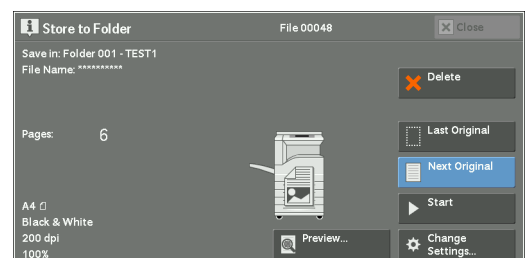 Store to Folder
File 00048
Close
Save in: Folder 001 - TEST1
File Name: **********
Delete
Pages: 6
Last Original
Next Original
A4
Start
Black & White
200 dpi
Preview...
Change
Settings...
100%